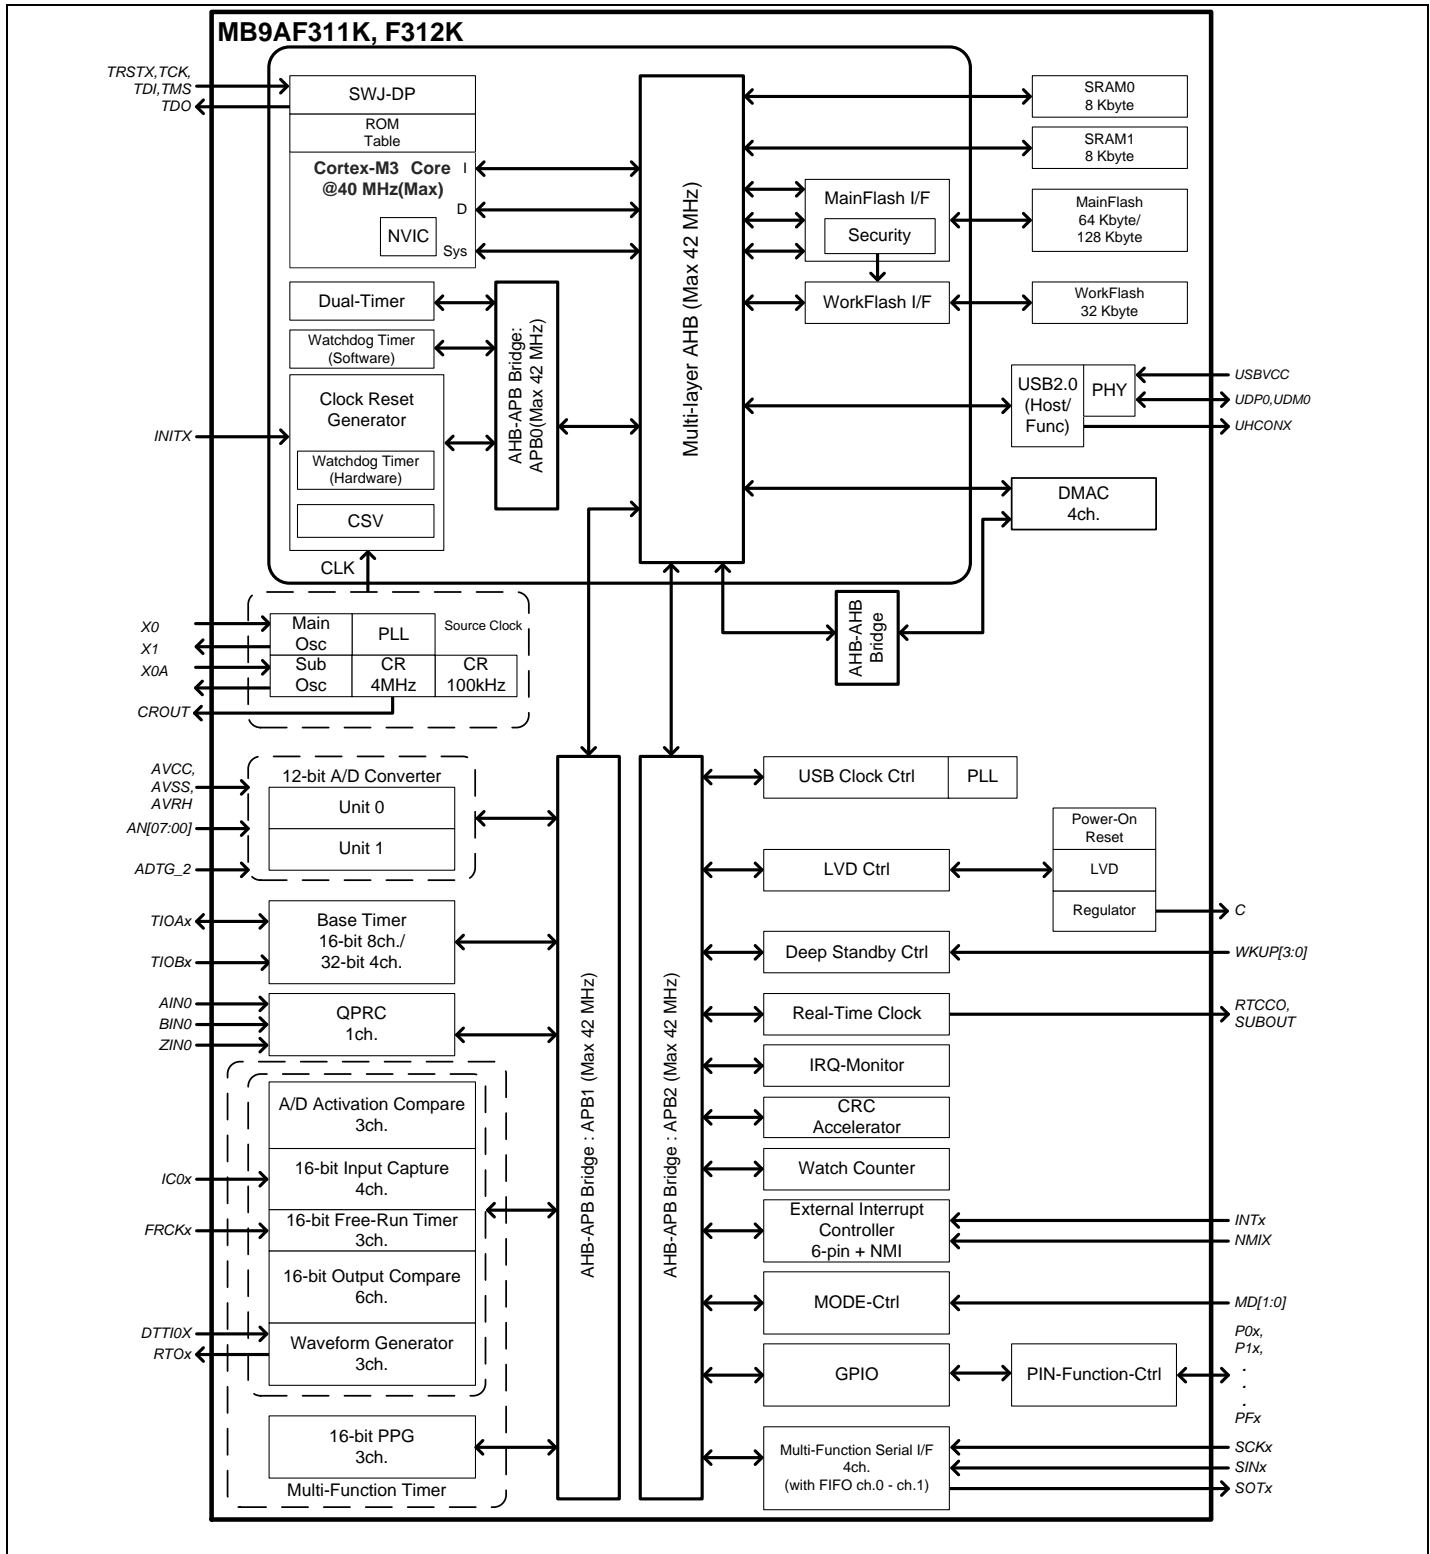 MB9AF311K, F312K
TRSTX,TCK,
TDI,TMS
TDO
SWJ-DP
ROM
Table
Cortex-M3 Core
@40 MHz(Max)
I
D
Sys
NVIC
Dual-Timer
Watchdog Timer
(Software)
Clock Reset
Generator
Watchdog Timer
(Hardware)
CSV
INITX
CLK
AHB-APB Bridge:
APB0(Max 42 MHz)
Multi-layer AHB (Max 42 MHz)
SRAM0
8 Kbyte
SRAM1
8 Kbyte
MainFlash I/F
Security
MainFlash
64 Kbyte/
128 Kbyte
WorkFlash I/F
WorkFlash
32 Kbyte
USB2.0
(Host/
Func)
PHY
USBVCC
UDP0,UDM0
UHCONX
DMAC
4ch.
AHB-AHB
Bridge
X0
X1
X0A
CROUT
Main
Osc
PLL
Source Clock
Sub
Osc
CR
4MHz
CR
100kHz
AVCC,
AVSS,
AVRH
AN[07:00]
ADTG_2
12-bit A/D Converter
Unit 0
Unit 1
TIOAx
TIOBx
Base Timer
16-bit 8ch./
32-bit 4ch.
AIN0
BIN0
ZIN0
QPRC
1ch.
A/D Activation Compare
3ch.
IC0x
16-bit Input Capture
4ch.
FRCKx
16-bit Free-Run Timer
3ch.
16-bit Output Compare
6ch.
DTTI0X
RTOx
Waveform Generator
3ch.
16-bit PPG
3ch.
Multi-Function Timer
AHB-APB Bridge : APB1 (Max 42 MHz)
AHB-APB Bridge : APB2 (Max 42 MHz)
USB Clock Ctrl
PLL
LVD Ctrl
Power-On
Reset
LVD
Regulator
C
Deep Standby Ctrl
WKUP[3:0]
Real-Time Clock
RTCCO,
SUBOUT
IRQ-Monitor
CRC
Accelerator
Watch Counter
External Interrupt
Controller
6-pin + NMI
INTx
NMIX
MODE-Ctrl
MD[1:0]
GPIO
PIN-Function-Ctrl
P0x,
P1x,
.
.
.
PFx
Multi-Function Serial I/F
4ch.
(with FIFO ch.0 - ch.1)
SCKx
SINx
SOTx